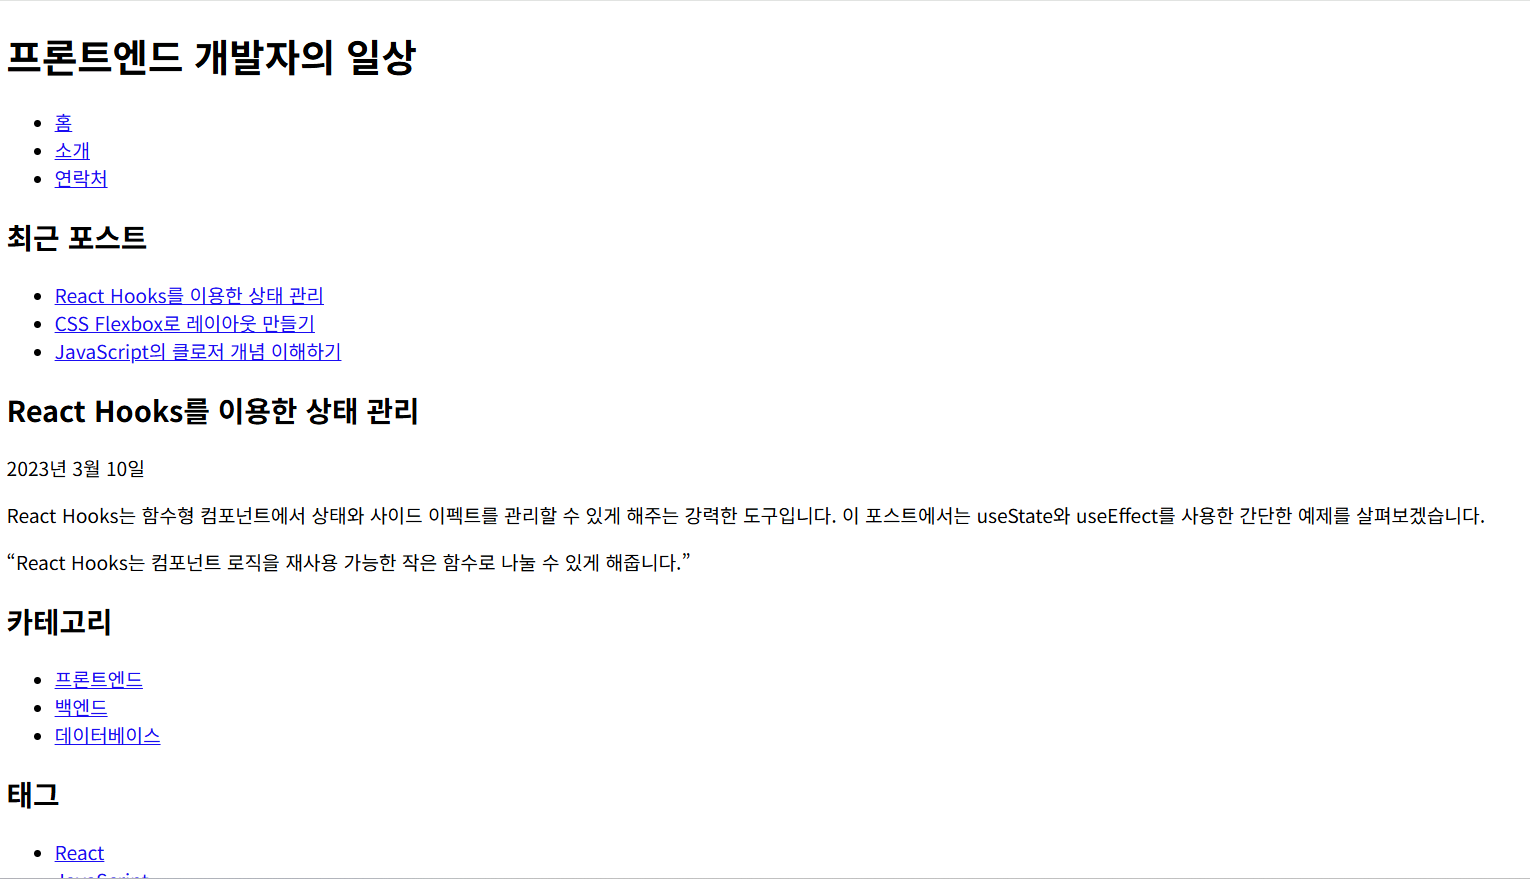 프론트엔드 개발자의 일상
홈
소개
연락처
최근 포스트
React Hooks를 이용한 상태 관리
CSS Flexbox로 레이아웃 만들기
JavaScript의 클로저 개념 이해하기
React Hooks를 이용한 상태 관리
2023년 3월 10일
React Hooks는 함수형 컴포넌트에서 상태와 사이드 이펙트를 관리할 수 있게 해주는 강력한 도구입니다. 이 포스트에서는 useState와 useEffect를 사용한 간단한 예제를 살펴보겠습니다.
“React Hooks는 컴포넌트 로직을 재사용 가능한 작은 함수로 나눌 수 있게 해줍니다.”
카테고리
프론트엔드
백엔드
데이터베이스
태그
React
JavaScript